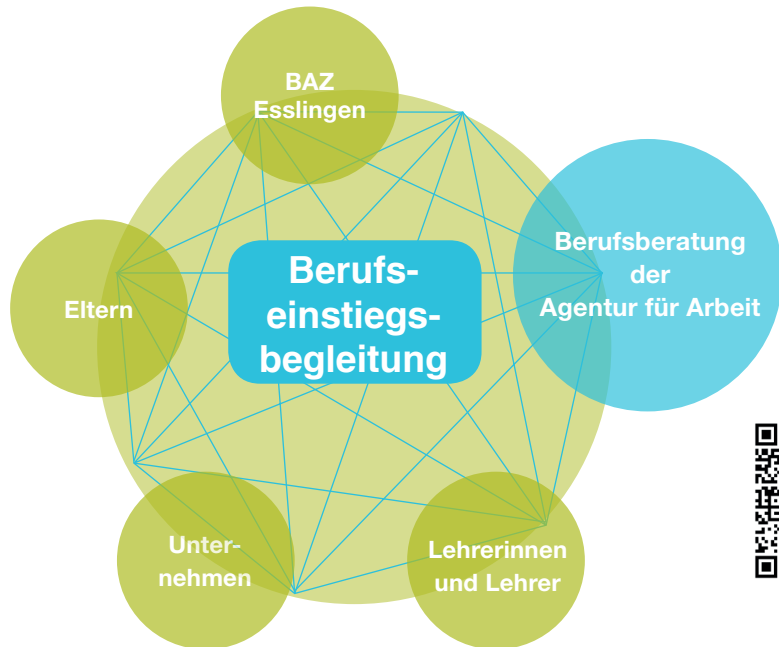 BAZ
Esslingen
Berufsberatung
der
Agentur für Arbeit
Eltern
Berufs-
einstiegs-
begleitung
Unter-
nehmen
Lehrerinnen
und Lehrer